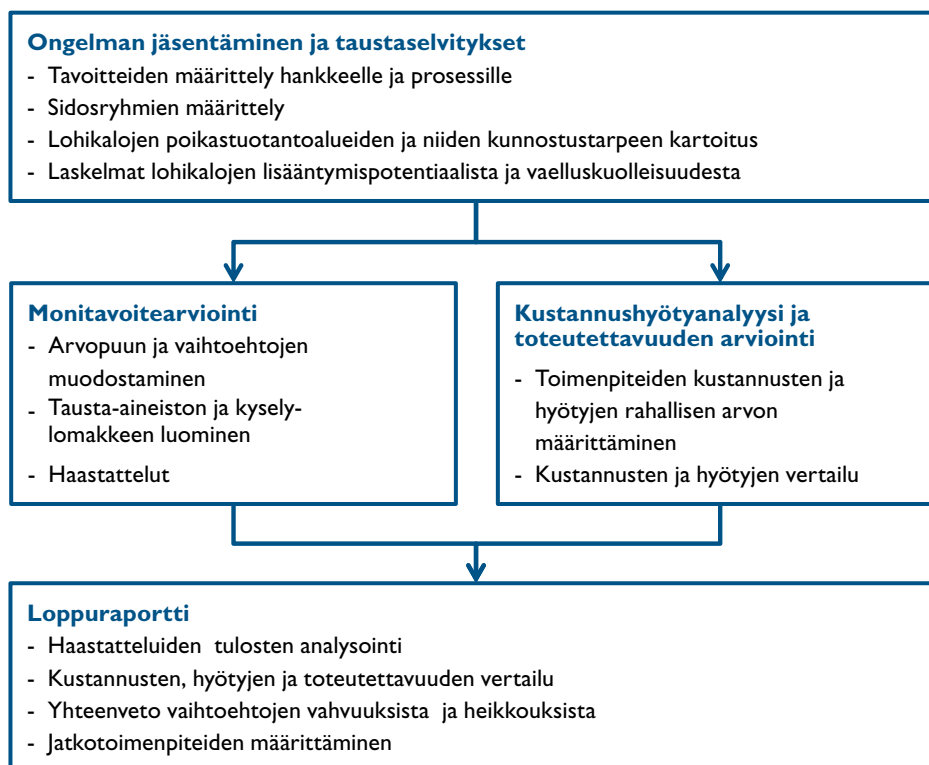 Ongelman jäsentäminen ja taustaselvitykset
- Tavoitteiden määrittely hankkeelle ja prosessille
- Sidosryhmien määrittely
- Lohikalojen poikastuotantoalueiden ja niiden kunnostustarpeen kartoitus
- Laskelmat lohikalojen lisääntymispotentiaalista ja vaelluskuolleisuudesta
Monitavoitearviointi
- Arvopuun ja vaihtoehtojen
muodostaminen
- Tausta-aineiston ja kysely-
lomakkeen luominen
- Haastattelut
Kustannushyötyanalyysi ja
toteutettavuuden arviointi
- Toimenpiteiden kustannusten ja
hyötyjen rahallisen arvon
määrittäminen
- Kustannusten ja hyötyjen vertailu
Loppuraportti
- Haastatteluiden tulosten analysointi
- Kustannusten, hyötyjen ja toteutettavuuden vertailu
- Yhteenveto vaihtoehtojen vahvuuksista ja heikkouksista
- Jatkotoimenpiteiden määrittäminen